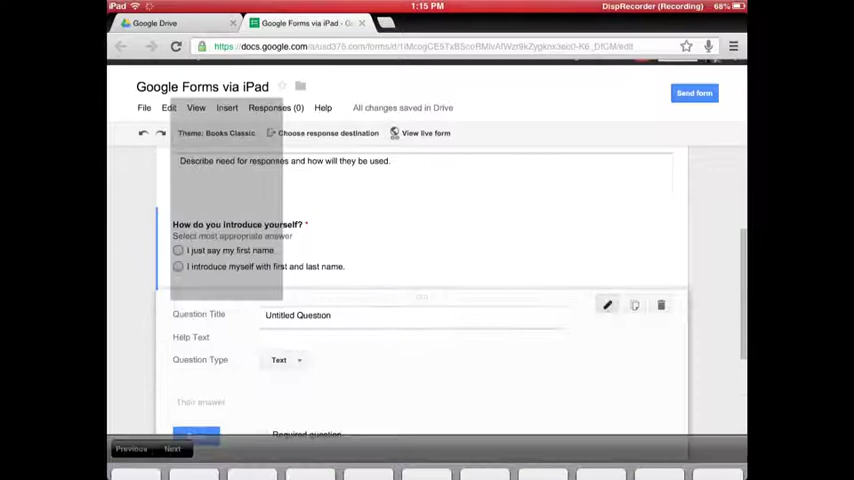 iPad
1:15 PM
DispRecorder (Recording)
68%
Google Drive
Google Forms via iPad - Go
Google Forms via iPad
Send form
File Edit View Insert Responses (0) Help All changes saved in Drive
Theme: Books Classic Choose response destination View live form
Describe need for responses and how will they be used.
How do you introduce yourself? *
Select most appropriate answer
I just say my first name
I introduce myself with first and last name.
Question Title Untitled Question
Help Text
Question Type Text
Their answer
Required question
Previous Next